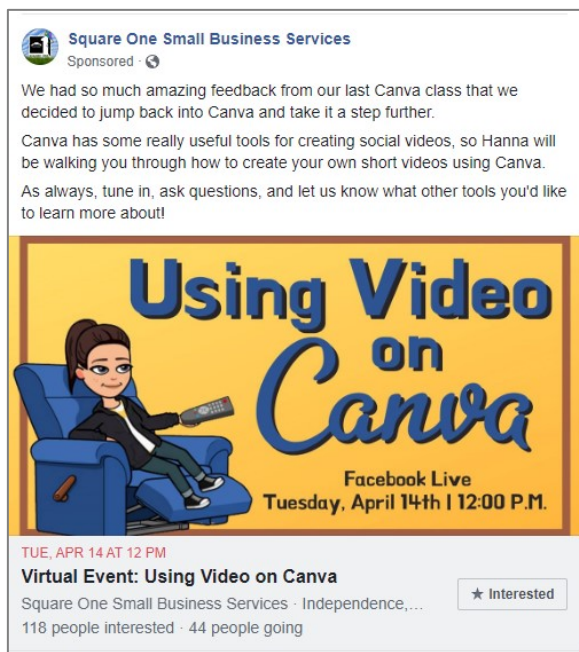 Square One Small Business Services
Sponsored ·
We had so much amazing feedback from our last Canva class that we
decided to jump back into Canva and take it a step further.
Canva has some really useful tools for creating social videos, so Hanna will
be walking you through how to create your own short videos using Canva.
As always, tune in, ask questions, and let us know what other tools you'd like
to learn more about!
Using Video
on
Canva
Facebook Live
Tuesday, April 14th | 12:00 P.M.
TUE, APR 14 AT 12 PM
Virtual Event: Using Video on Canva
Square One Small Business Services · Independence,...
118 people interested · 44 people going
★ Interested